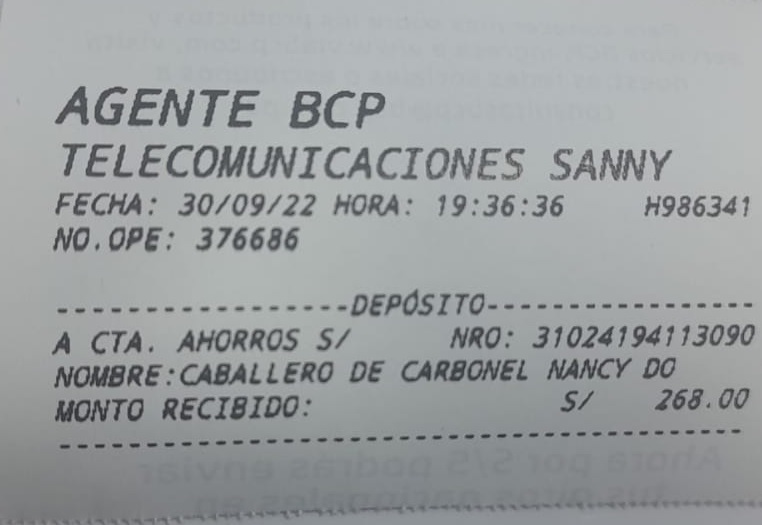 AGENTE BCP
TELECOMUNICACIONES SANNY
FECHA: 30/09/22 HORA: 19:36:36 H986341
NO.OPE: 376686
-----------------DEPÓSITO-----------------
A CTA. AHORROS S/ NRO: 31024194113090
NOMBRE:CABALLERO DE CARBONEL NANCY DO
MONTO RECIBIDO: S/ 268.00
------------------------------------------